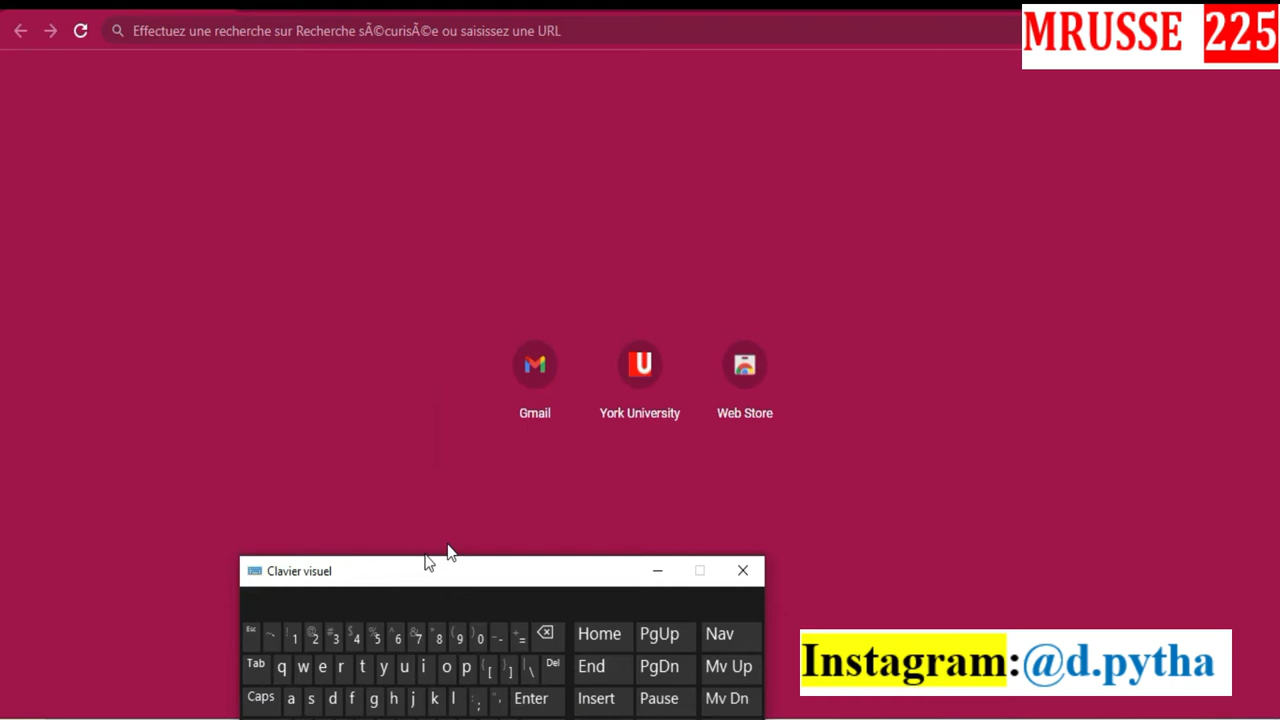 Effectuez une recherche sur Recherche sÃ©curisÃ©e ou saisissez une URL
MRUSSE 225
Gmail York University Web Store
Clavier visuel
Esc ~ ` ! 1 @ 2 # 3 $ 4 % 5 ^ 6 & 7 * 8 ( 9 ) 0 _ - + = Home PgUp Nav
Tab q w e r t y u i o p { [ } ] | \ Del End PgDn Mv Up
Caps a s d f g h j k l : ; " ' Enter Insert Pause Mv Dn
Instagram:@d.pytha